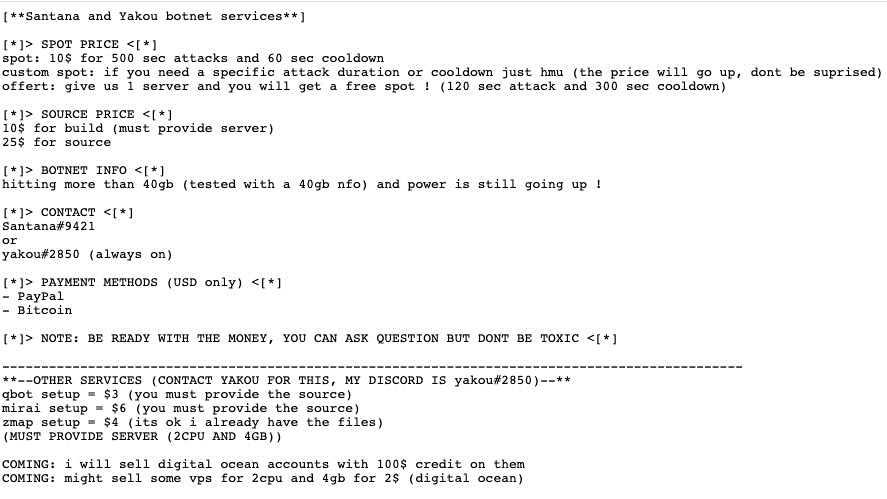 [**Santana and Yakou botnet services**]
[*]> SPOT PRICE <[*]
spot: 10$ for 500 sec attacks and 60 sec cooldown
custom spot: if you need a specific attack duration or cooldown just hmu (the price will go up, dont be suprised)
offert: give us 1 server and you will get a free spot ! (120 sec attack and 300 sec cooldown)
[*]> SOURCE PRICE <[*]
10$ for build (must provide server)
25$ for source
[*]> BOTNET INFO <[*]
hitting more than 40gb (tested with a 40gb nfo) and power is still going up !
[*]> CONTACT <[*]
Santana#9421
or
yakou#2850 (always on)
[*]> PAYMENT METHODS (USD only) <[*]
- PayPal
- Bitcoin
[*]> NOTE: BE READY WITH THE MONEY, YOU CAN ASK QUESTION BUT DONT BE TOXIC <[*]
-----------------------------------------------------------------------------------------------
**--OTHER SERVICES (CONTACT YAKOU FOR THIS, MY DISCORD IS yakou#2850)--**
qbot setup = $3 (you must provide the source)
mirai setup = $6 (you must provide the source)
zmap setup = $4 (its ok i already have the files)
(MUST PROVIDE SERVER (2CPU AND 4GB))
COMING: i will sell digital ocean accounts with 100$ credit on them
COMING: might sell some vps for 2cpu and 4gb for 2$ (digital ocean)